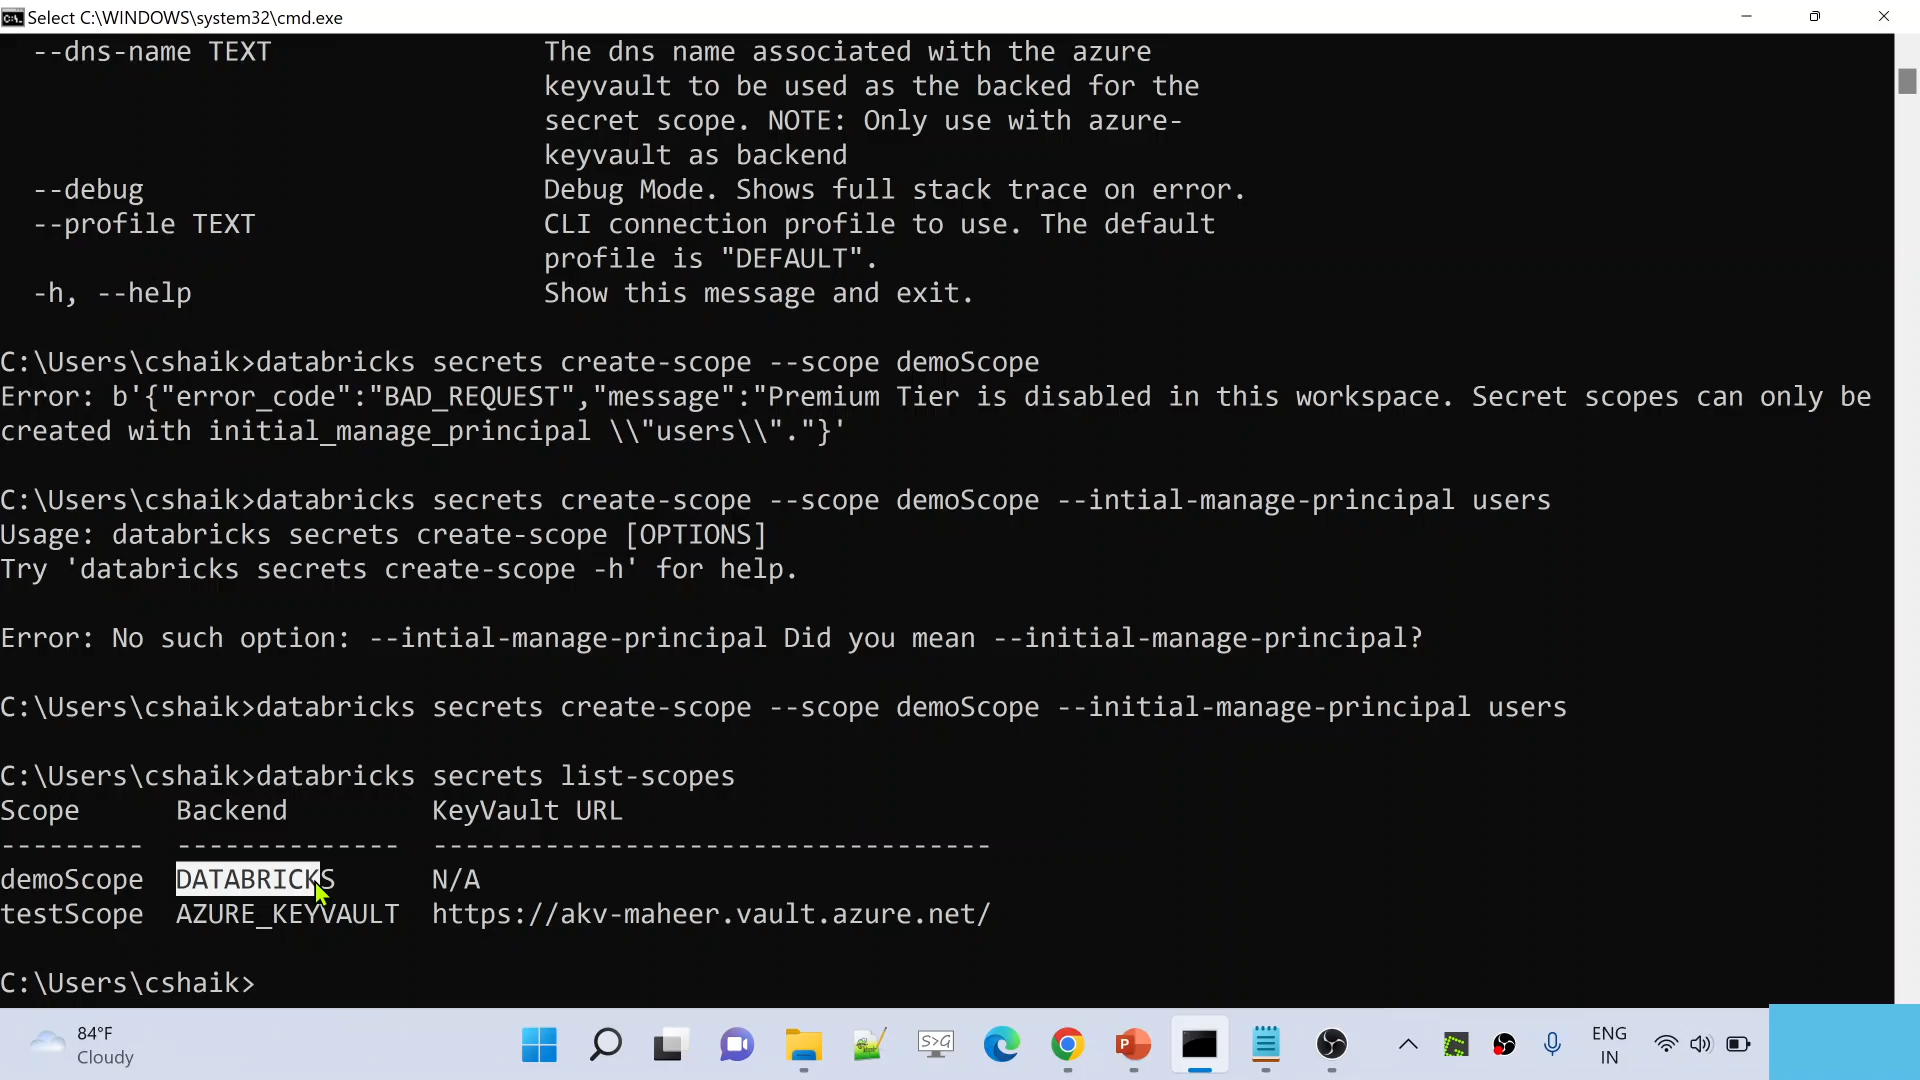 Select C:\WINDOWS\system32\cmd.exe
--dns-name TEXT The dns name associated with the azure
keyvault to be used as the backed for the
secret scope. NOTE: Only use with azure-
keyvault as backend
--debug Debug Mode. Shows full stack trace on error.
--profile TEXT CLI connection profile to use. The default
profile is "DEFAULT".
-h, --help Show this message and exit.
C:\Users\cshaik>databricks secrets create-scope --scope demoScope
Error: b'{"error_code":"BAD_REQUEST","message":"Premium Tier is disabled in this workspace. Secret scopes can only be
created with initial_manage_principal \\"users\\"."}'
C:\Users\cshaik>databricks secrets create-scope --scope demoScope --intial-manage-principal users
Usage: databricks secrets create-scope [OPTIONS]
Try 'databricks secrets create-scope -h' for help.
Error: No such option: --intial-manage-principal Did you mean --initial-manage-principal?
C:\Users\cshaik>databricks secrets create-scope --scope demoScope --initial-manage-principal users
C:\Users\cshaik>databricks secrets list-scopes
Scope Backend KeyVault URL
--------- -------------- -----------------------------------
demoScope DATABRICKS N/A
testScope AZURE_KEYVAULT https://akv-maheer.vault.azure.net/
C:\Users\cshaik>
84°F
Cloudy
S>G
P
ENG
IN